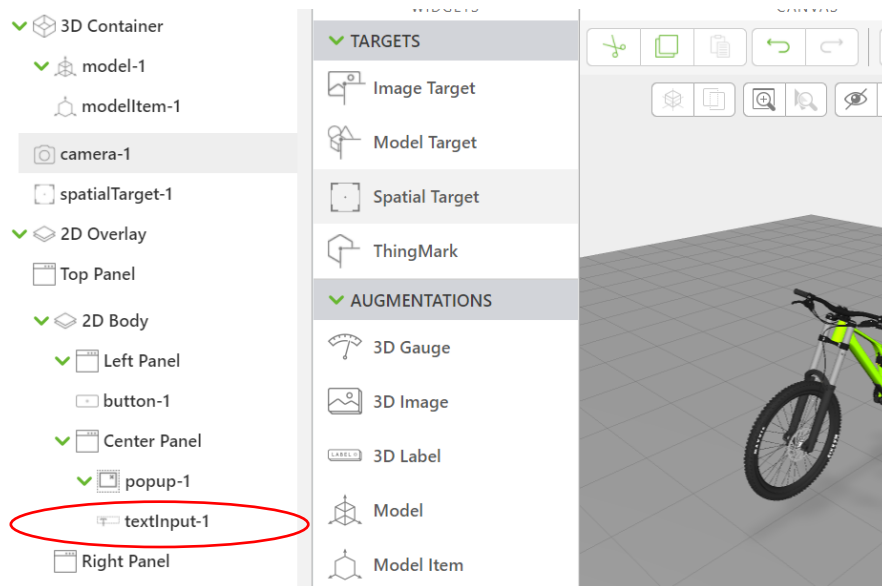 3D Container
model-1
modelItem-1
camera-1
spatialTarget-1
2D Overlay
Top Panel
2D Body
Left Panel
button-1
Center Panel
popup-1
textInput-1
Right Panel
WIDGETS
TARGETS
Image Target
Model Target
Spatial Target
ThingMark
AUGMENTATIONS
3D Gauge
3D Image
LABEL
3D Label
Model
Model Item
CANVAS